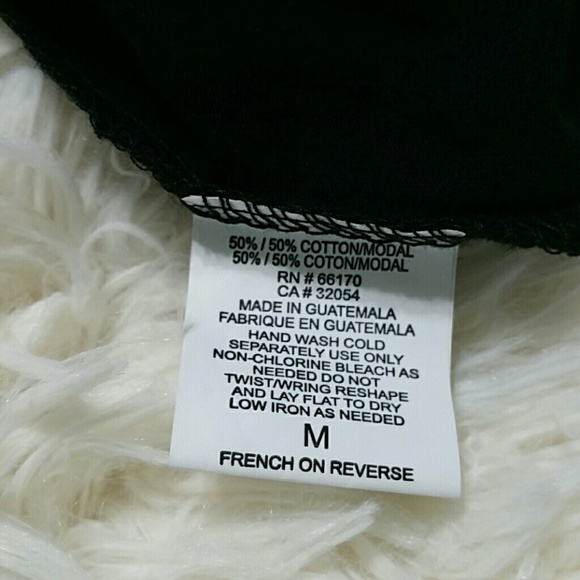 50% / 50% COTTON/MODAL
50% / 50% COTON/MODAL
RN # 66170
CA # 32054
MADE IN GUATEMALA
FABRIQUE EN GUATEMALA
HAND WASH COLD
SEPARATELY USE ONLY
NON-CHLORINE BLEACH AS
NEEDED DO NOT
TWIST/WRING RESHAPE
AND LAY FLAT TO DRY
LOW IRON AS NEEDED
M
FRENCH ON REVERSE